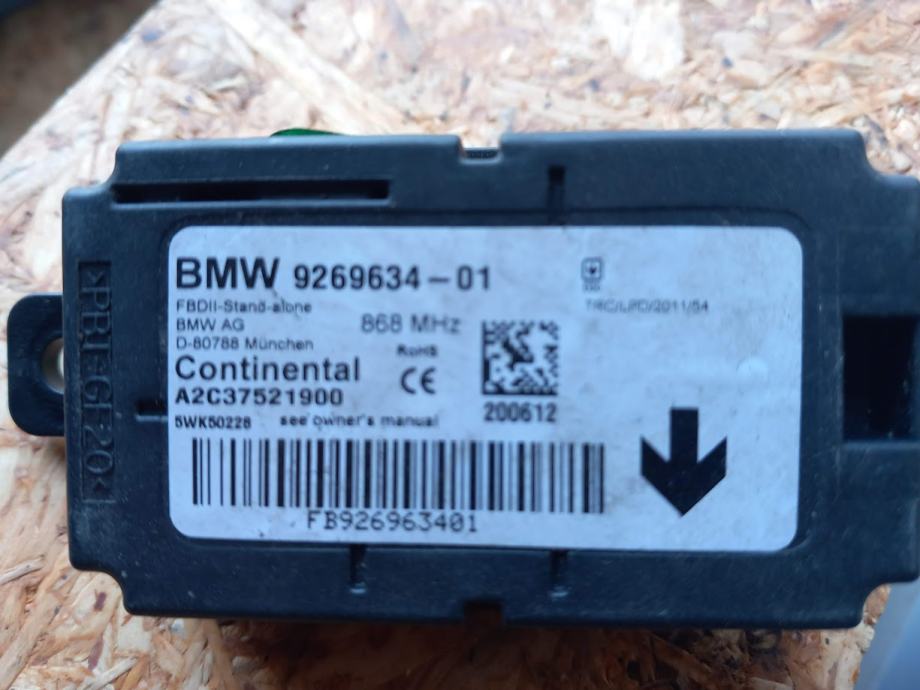 BMW 9269634-01
FBDII-Stand-alone
BMW AG
D-80788 München
868 MHz
TRC/LPD/2011/54
Continental
RoHS
CE
A2C37521900
5WK50228
see owner's manual
200612
FB926963401
>PBT-GF20<